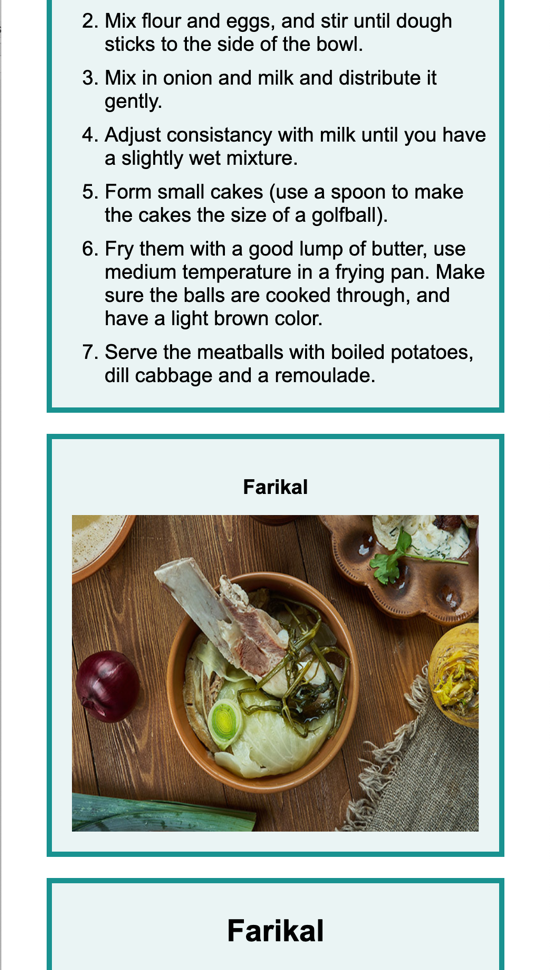 2. Mix flour and eggs, and stir until dough
sticks to the side of the bowl.
3. Mix in onion and milk and distribute it
gently.
4. Adjust consistancy with milk until you have
a slightly wet mixture.
5. Form small cakes (use a spoon to make
the cakes the size of a golfball).
6. Fry them with a good lump of butter, use
medium temperature in a frying pan. Make
sure the balls are cooked through, and
have a light brown color.
7. Serve the meatballs with boiled potatoes,
dill cabbage and a remoulade.
Farikal
Farikal